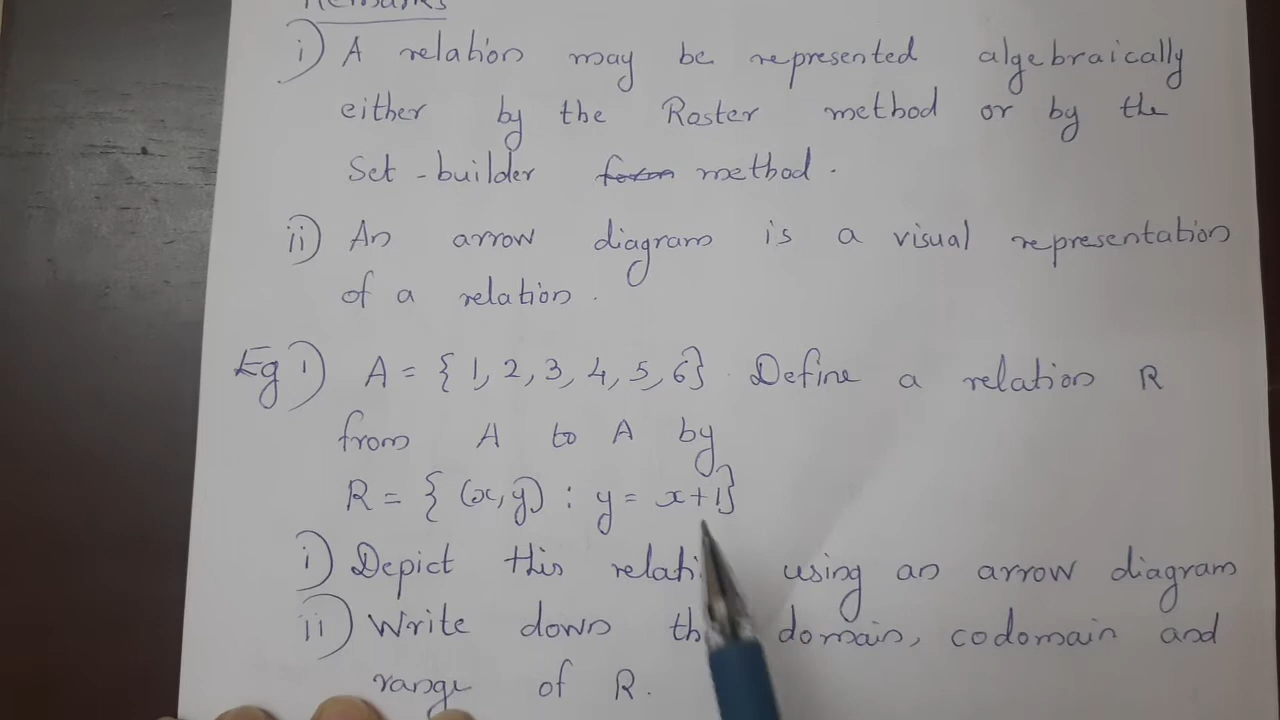 Remarks
i) A relation may be represented algebraically
either by the Roster method or by the
Set-builder form method.
ii) An arrow diagram is a visual representation
of a relation.
Eg 1) A = {1, 2, 3, 4, 5, 6} Define a relation R
from A to A by
R = {(x, y) : y = x+1}
i) Depict this relati using an arrow diagram
ii) Write down th domain, codomain and
range of R.